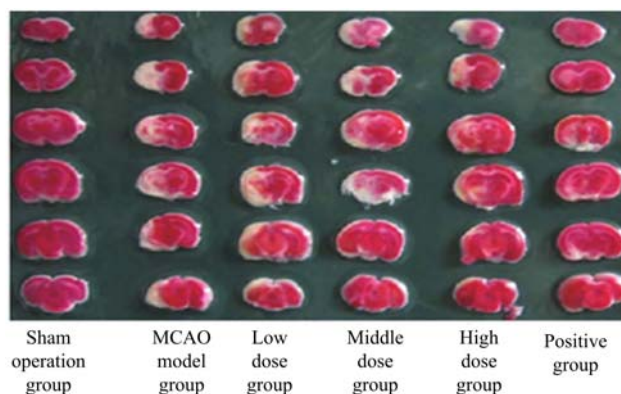 Sham operation group
MCAO model group
Low dose group
Middle dose group
High dose group
Positive group